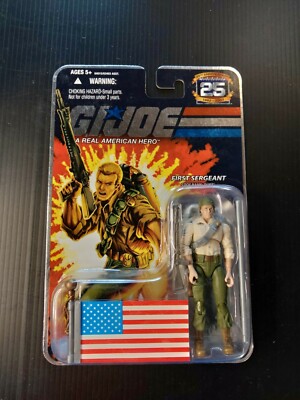 AGES 5+
WARNING:
CHOKING HAZARD-Small parts.
Not for children under 3 years.
25
G.I. JOE
A REAL AMERICAN HERO
FIRST SERGEANT